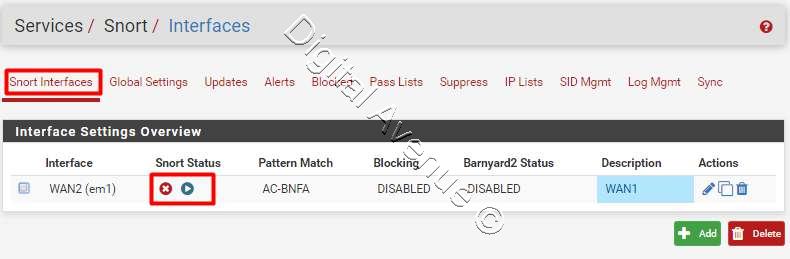 Services / Snort / Interfaces
Snort Interfaces Global Settings Updates Alerts Blocked Pass Lists Suppress IP Lists SID Mgmt Log Mgmt Sync
Interface Settings Overview
Interface Snort Status Pattern Match Blocking Barnyard2 Status Description Actions
WAN2 (em1) AC-BNFA DISABLED DISABLED WAN1
Add Delete
Digital Avenue ©